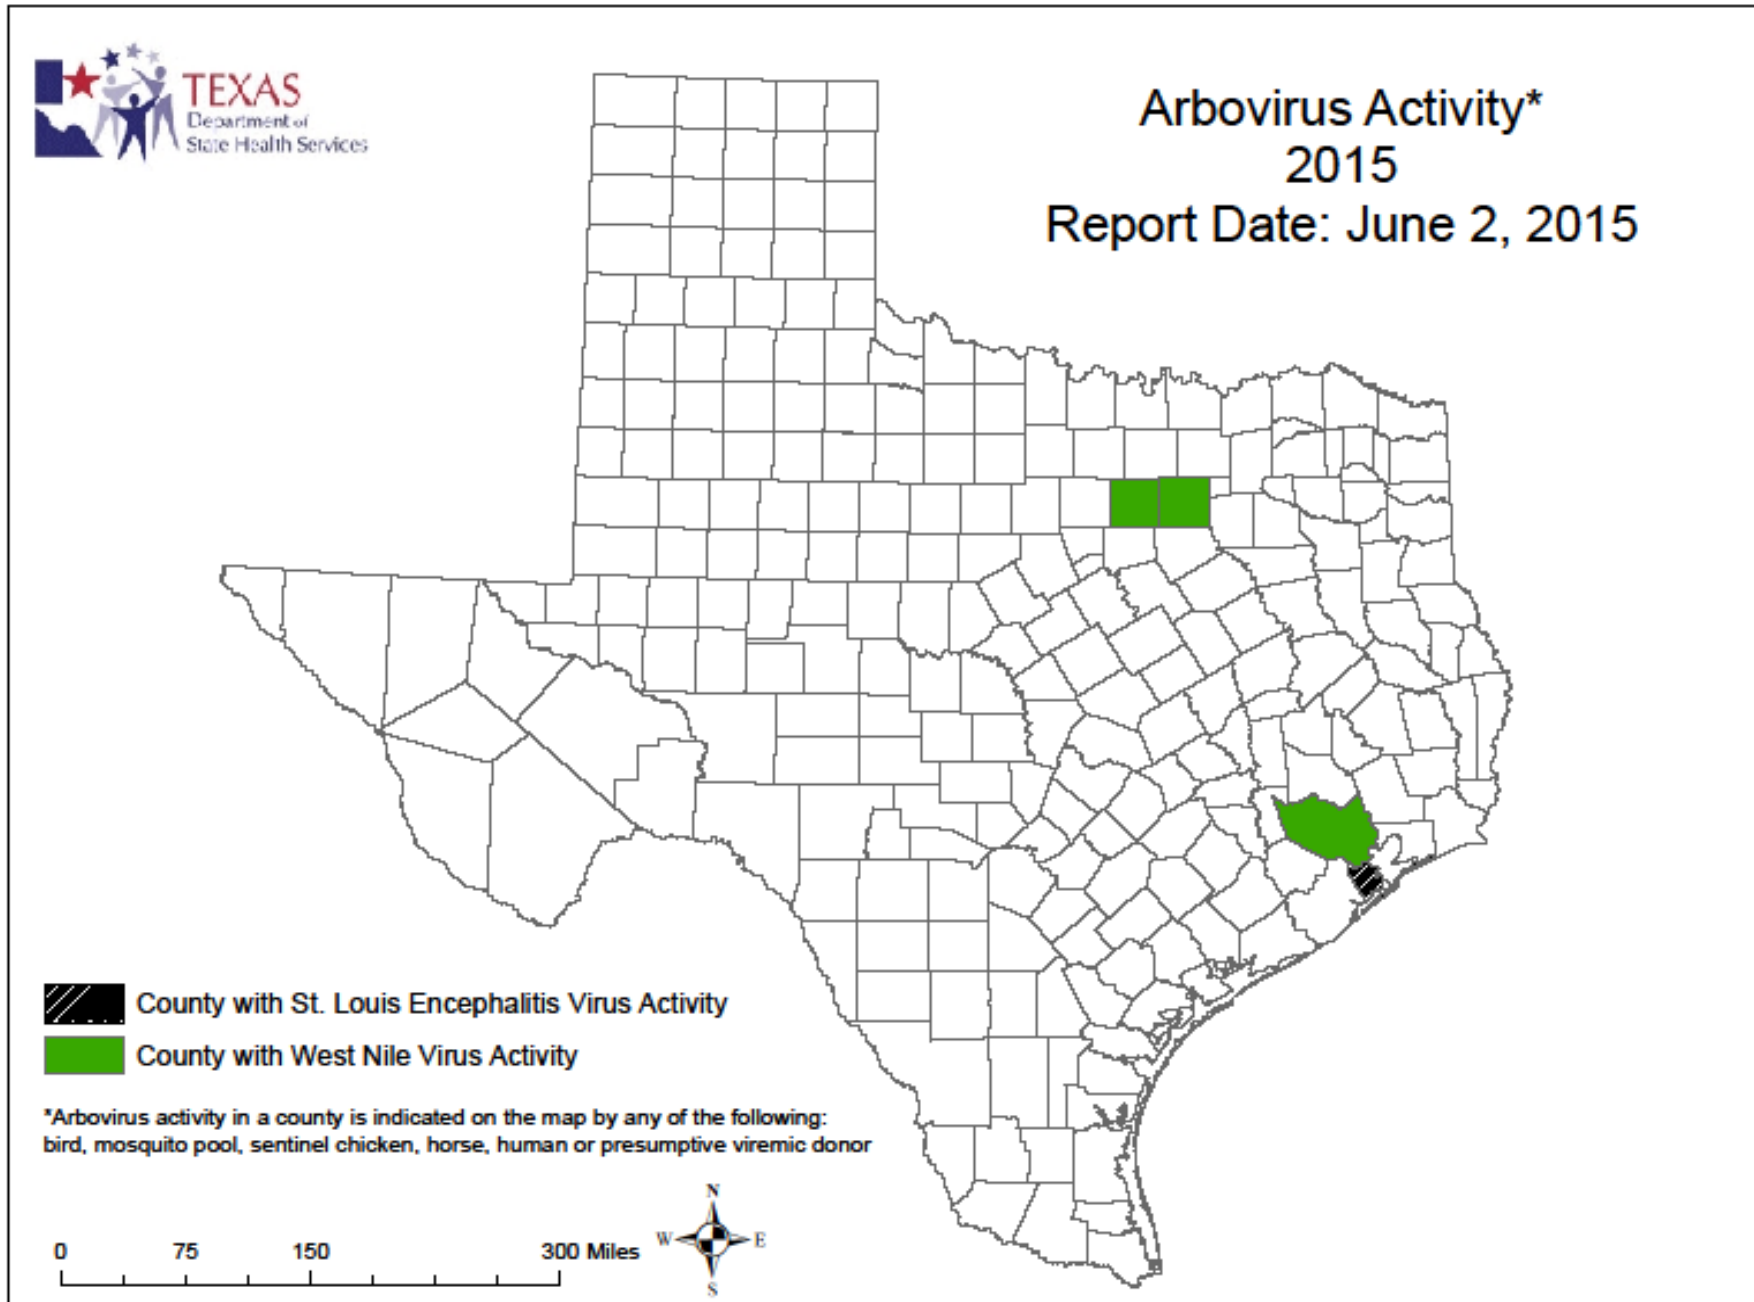 TEXAS
Department of
State Health Services
Arbovirus Activity*
2015
Report Date: June 2, 2015
County with St. Louis Encephalitis Virus Activity
County with West Nile Virus Activity
*Arbovirus activity in a county is indicated on the map by any of the following:
bird, mosquito pool, sentinel chicken, horse, human or presumptive viremic donor
0 75 150 300 Miles
N
W E
S